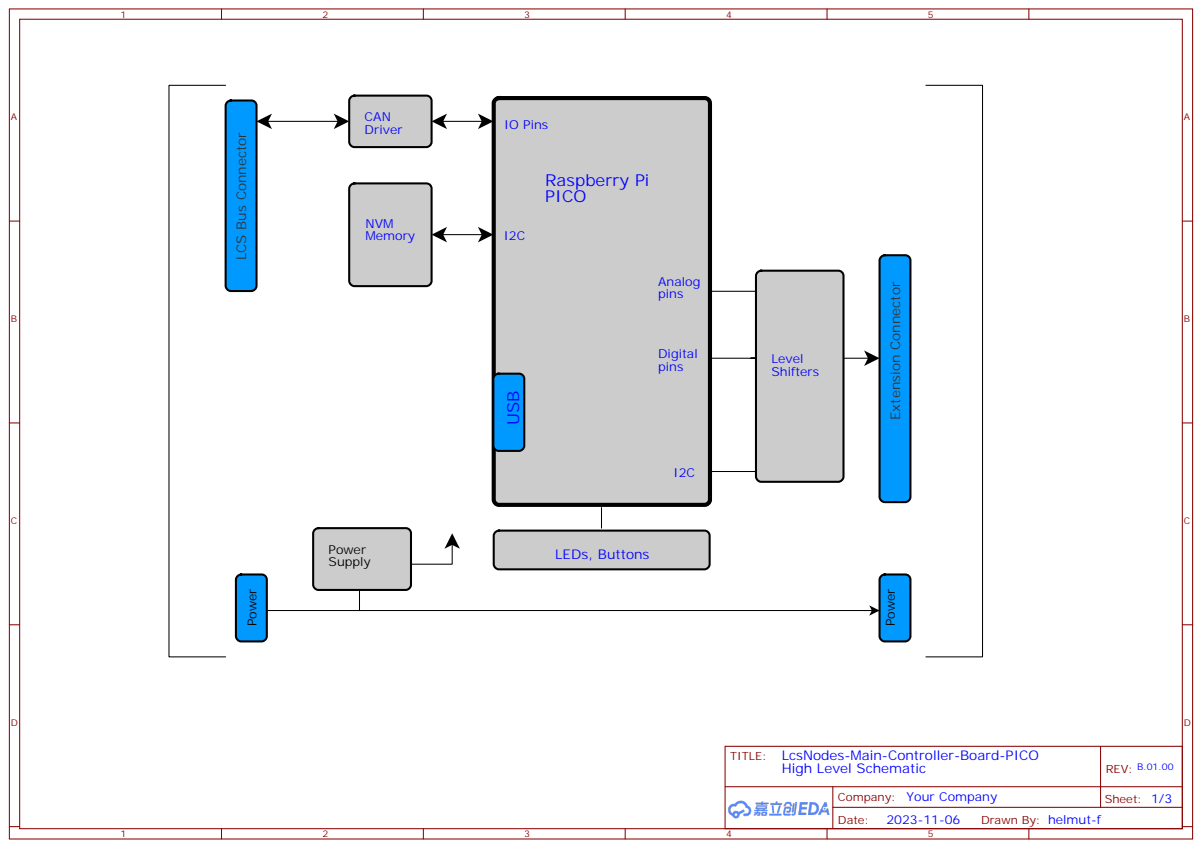 1 2 3 4 5
A A
CAN
Driver
IO Pins
LCS Bus Connector
Raspberry Pi
PICO
NVM
Memory
I2C
Analog
pins
Extension Connector
B B
Digital
pins
Level
Shifters
USB
I2C
C C
Power
Supply
LEDs, Buttons
Power
Power
D D
TITLE: LcsNodes-Main-Controller-Board-PICO
High Level Schematic
REV: B.01.00
嘉立创EDA
Company: Your Company
Sheet: 1/3
Date: 2023-11-06 Drawn By: helmut-f
1 2 3 4 5